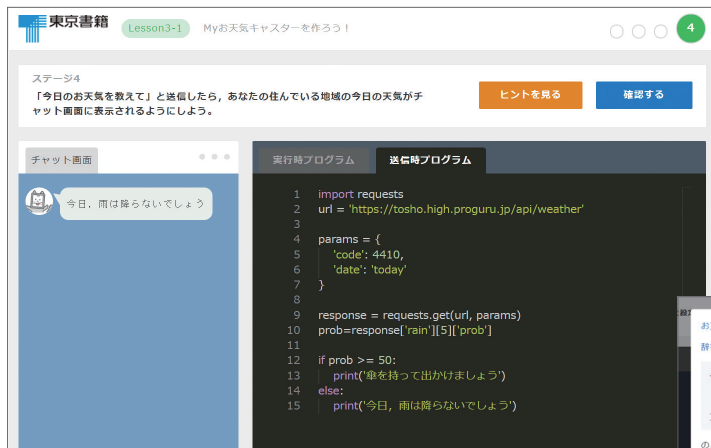 東京書籍 Lesson3-1 Myお天気キャスターを作ろう！ 4
ステージ4
「今日のお天気を教えて」と送信したら，あなたの住んでいる地域の今日の天気がチ
ャット画面に表示されるようにしよう。
ヒントを見る 確認する
チャット画面
今日，雨は降らないでしょう
実行時プログラム 送信時プログラム
1 import requests
2 url = 'https://tosho.high.proguru.jp/api/weather'
3
4 params = {
5 'code': 4410,
6 'date': 'today'
7 }
8
9 response = requests.get(url, params)
10 prob=response['rain'][5]['prob']
11
12 if prob >= 50:
13 print('傘を持って出かけましょう')
14 else:
15 print('今日，雨は降らないでしょう')
お
辞
の